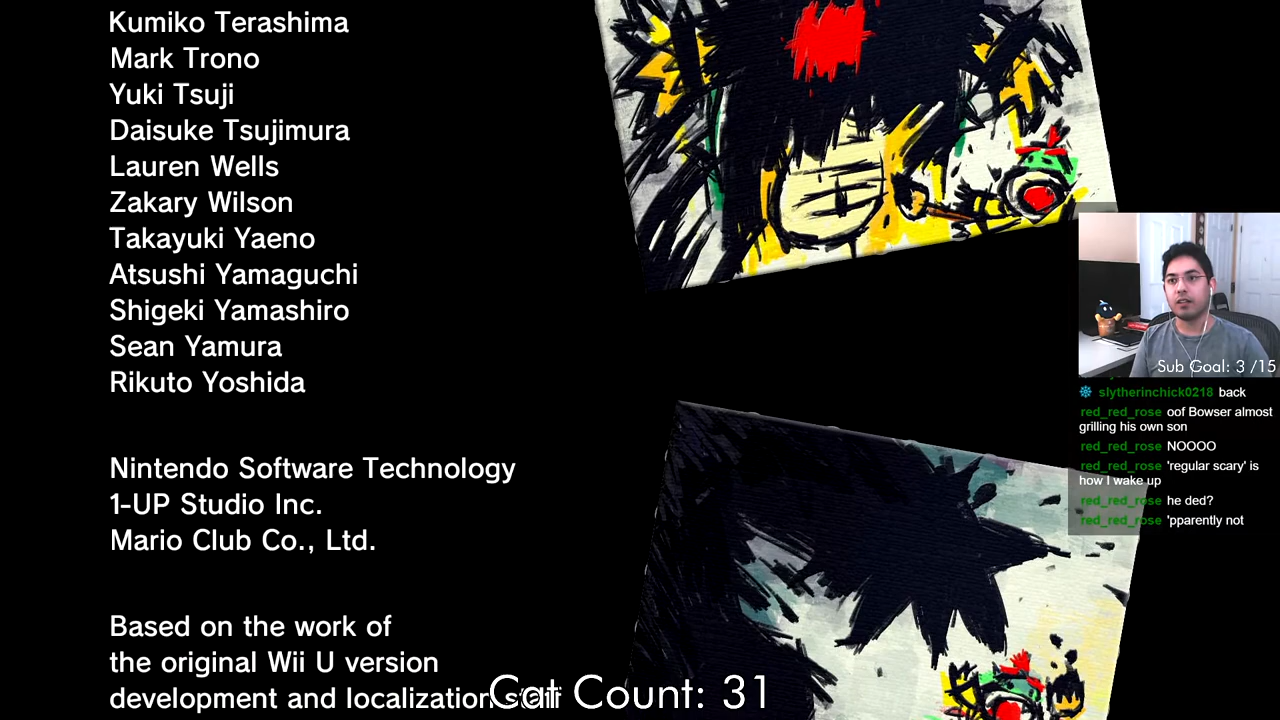 Kumiko Terashima
Mark Trono
Yuki Tsuji
Daisuke Tsujimura
Lauren Wells
Zakary Wilson
Takayuki Yaeno
Atsushi Yamaguchi
Shigeki Yamashiro
Sean Yamura
Rikuto Yoshida
Nintendo Software Technology
1-UP Studio Inc.
Mario Club Co., Ltd.
Based on the work of
the original Wii U version
development and localization
Cat Count: 31
Sub Goal: 3 /15
slytherinchick0218 back
red_red_rose oof Bowser almost
grilling his own son
red_red_rose NOOOO
red_red_rose 'regular scary' is
how I wake up
red_red_rose he ded?
red_red_rose 'pparently not